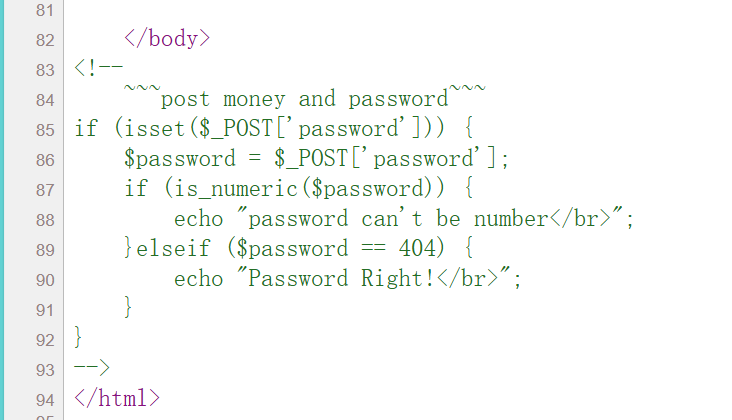 81
82     </body>
83 <!--
84     ~~~post money and password~~~
85 if (isset($_POST['password'])) {
86     $password = $_POST['password'];
87     if (is_numeric($password)) {
88         echo "password can't be number</br>";
89     }elseif ($password == 404) {
90         echo "Password Right!</br>";
91     }
92 }
93 -->
94 </html>
95